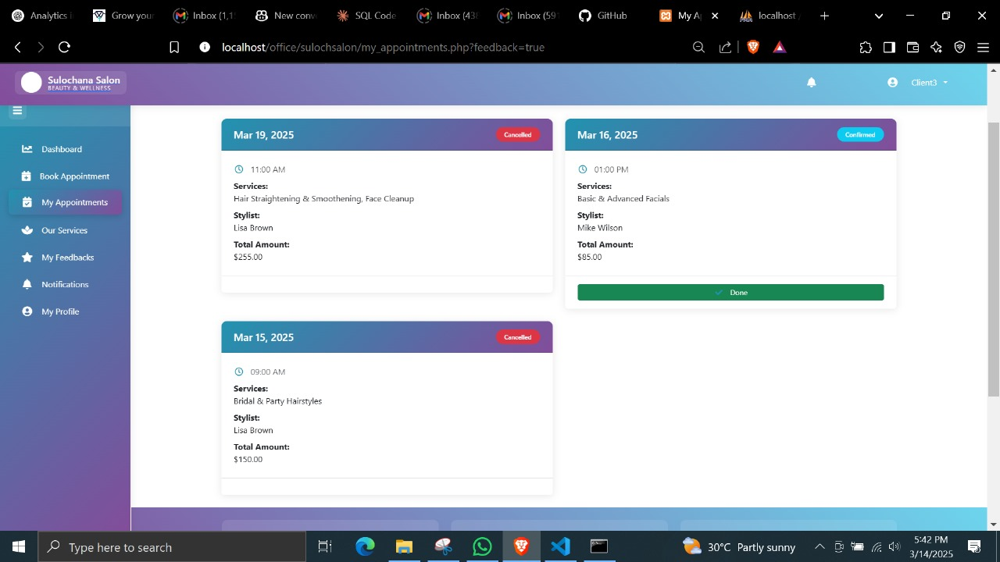 Analytics i
Grow your
Inbox (1,1
New conv
SQL Code
Inbox (438
Inbox (591
GitHub
My A
localhost /
localhost/office/sulochsalon/my_appointments.php?feedback=true
Sulochana Salon
BEAUTY & WELLNESS
Client3
Dashboard
Book Appointment
My Appointments
Our Services
My Feedbacks
Notifications
My Profile
Mar 19, 2025
Cancelled
11:00 AM
Services:
Hair Straightening & Smoothening, Face Cleanup
Stylist:
Lisa Brown
Total Amount:
$255.00
Mar 16, 2025
Confirmed
01:00 PM
Services:
Basic & Advanced Facials
Stylist:
Mike Wilson
Total Amount:
$85.00
Done
Mar 15, 2025
Cancelled
09:00 AM
Services:
Bridal & Party Hairstyles
Stylist:
Lisa Brown
Total Amount:
$150.00
Type here to search
30°C Partly sunny
5:42 PM
3/14/2025